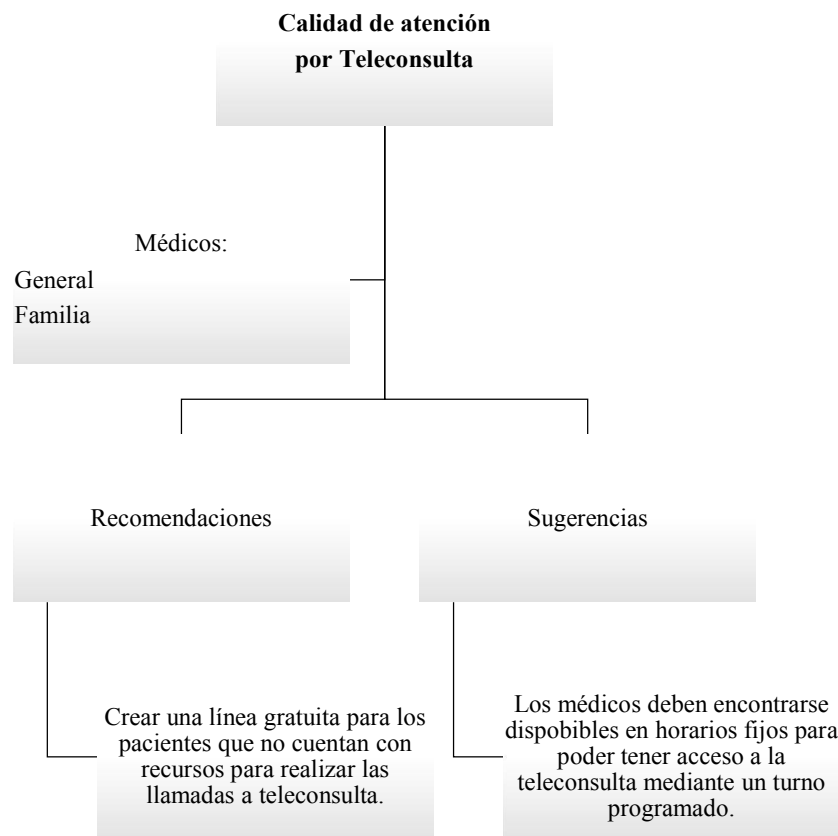 Calidad de atención
por Teleconsulta
Médicos:
General
Familia
Recomendaciones
Sugerencias
Crear una línea gratuita para los
pacientes que no cuentan con
recursos para realizar las
llamadas a teleconsulta.
Los médicos deben encontrarse
dispobibles en horarios fijos para
poder tener acceso a la
teleconsulta mediante un turno
programado.